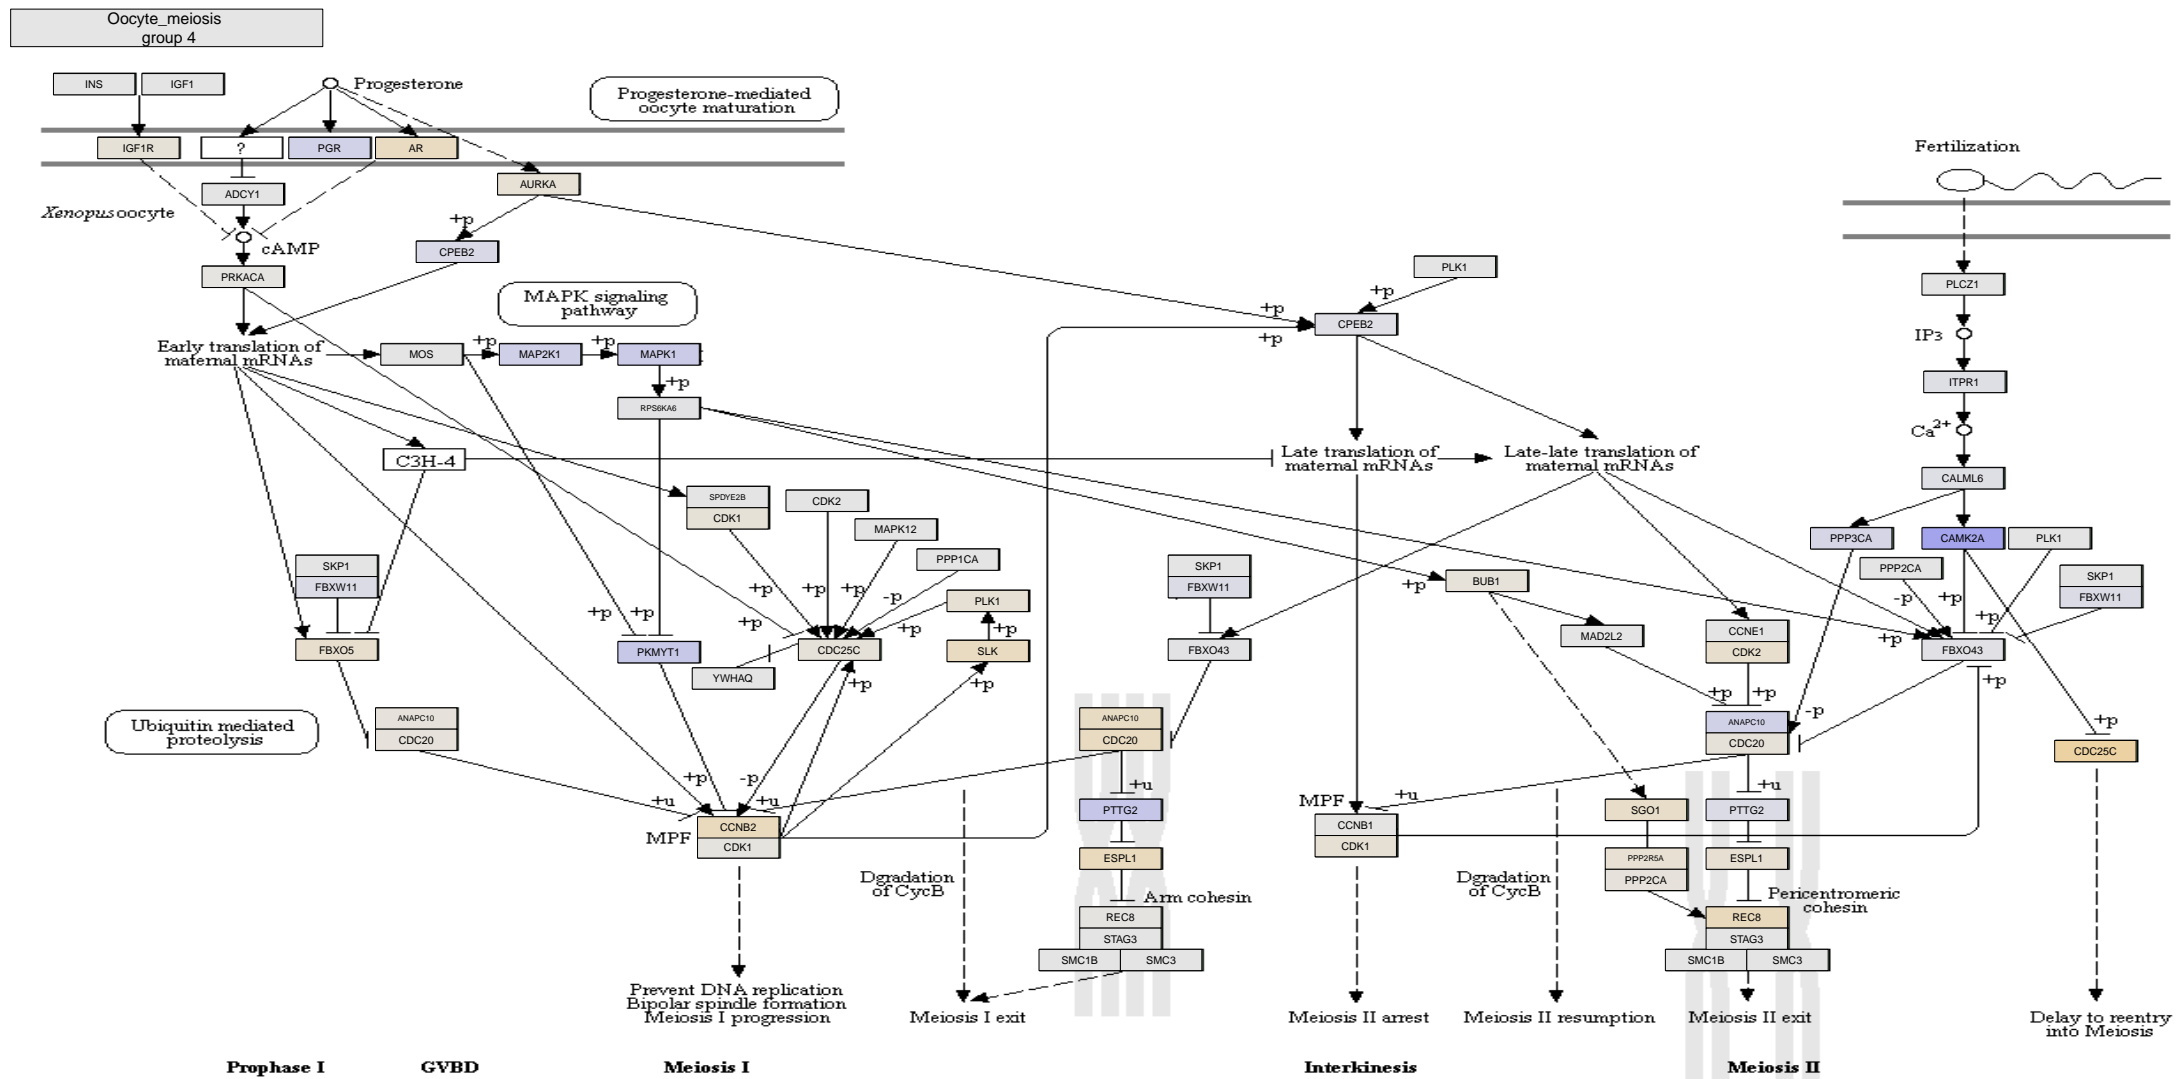 Oocyte_meiosis
group 4
INS
IGF1
Progesterone
Progesterone-mediated
oocyte maturation
IGF1R
?
PGR
AR
Fertilization
ADCY1
AURKA
Xenopus oocyte
+p
cAMP
CPEB2
PRKACA
PLK1
PLCZ1
MAPK signaling
pathway
+p
+p
CPEB2
+p
IP3
Early translation of
maternal mRNAs
MOS
+p
MAP2K1
+p
MAPK1
+p
ITPR1
RPS6KA6
Ca2+
C3H-4
Late translation of
maternal mRNAs
Late-late translation of
maternal mRNAs
CALML6
SPDYE2B
CDK1
CDK2
MAPK12
PPP1CA
PPP3CA
CAMK2A
PLK1
SKP1
FBXW11
SKP1
FBXW11
PPP2CA
SKP1
FBXW11
BUB1
+p
+p
+p
+p
-p
PLK1
-p
+p
+p
+p
+p
+p
+p
+p
FBXO5
PKMYT1
CDC25C
SLK
FBXO43
MAD2L2
CCNE1
CDK2
+p
FBXO43
YWHAQ
+p
+p
+p
+p
+p
Ubiquitin mediated
proteolysis
ANAPC10
CDC20
ANAPC10
CDC20
ANAPC10
CDC20
-p
+p
CDC25C
+p
-p
+u
+u
+u
+u
+u
MPF
CCNB2
CDK1
PTTG2
MPF
CCNB1
CDK1
SGO1
PTTG2
ESPL1
PPP2R5A
PPP2CA
ESPL1
Dgradation
of CycB
Arm cohesin
Dgradation
of CycB
Pericentromeric
cohesin
REC8
STAG3
SMC1B
SMC3
REC8
STAG3
SMC1B
SMC3
Prevent DNA replication
Bipolar spindle formation
Meiosis I progression
Meiosis I exit
Meiosis II arrest
Meiosis II resumption
Meiosis II exit
Delay to reentry
into Meiosis
Prophase I
GVBD
Meiosis I
Interkinesis
Meiosis II